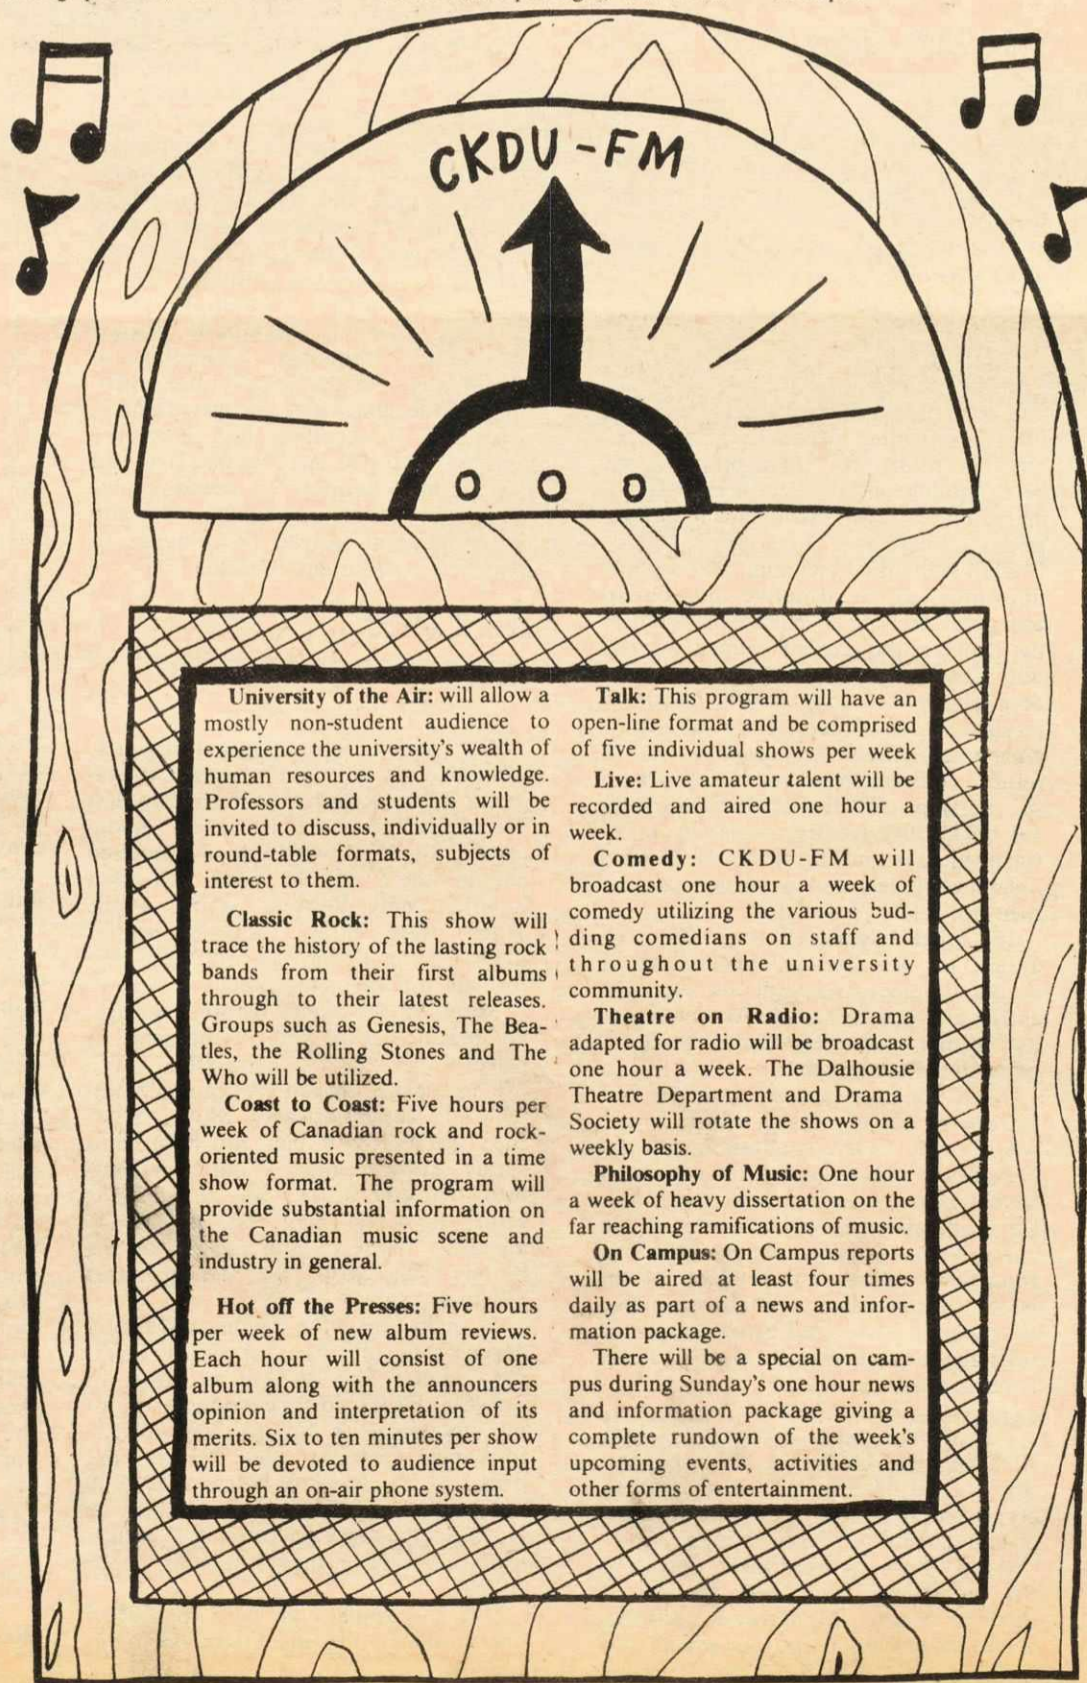 CKDU-FM
University of the Air: will allow a
mostly non-student audience to
experience the university's wealth of
human resources and knowledge.
Professors and students will be
invited to discuss, individually or in
round-table formats, subjects of
interest to them.
Classic Rock: This show will
trace the history of the lasting rock
bands from their first albums
through to their latest releases.
Groups such as Genesis, The Bea-
tles, the Rolling Stones and The
Who will be utilized.
Coast to Coast: Five hours per
week of Canadian rock and rock-
oriented music presented in a time
show format. The program will
provide substantial information on
the Canadian music scene and
industry in general.
Hot off the Presses: Five hours
per week of new album reviews.
Each hour will consist of one
album along with the announcers
opinion and interpretation of its
merits. Six to ten minutes per show
will be devoted to audience input
through an on-air phone system.
Talk: This program will have an
open-line format and be comprised
of five individual shows per week
Live: Live amateur talent will be
recorded and aired one hour a
week.
Comedy: CKDU-FM will
broadcast one hour a week of
comedy utilizing the various bud-
ding comedians on staff and
throughout the university
community.
Theatre on Radio: Drama
adapted for radio will be broadcast
one hour a week. The Dalhousie
Theatre Department and Drama
Society will rotate the shows on a
weekly basis.
Philosophy of Music: One hour
a week of heavy dissertation on the
far reaching ramifications of music.
On Campus: On Campus reports
will be aired at least four times
daily as part of a news and infor-
mation package.
There will be a special on cam-
pus during Sunday's one hour news
and information package giving a
complete rundown of the week's
upcoming events, activities and
other forms of entertainment.